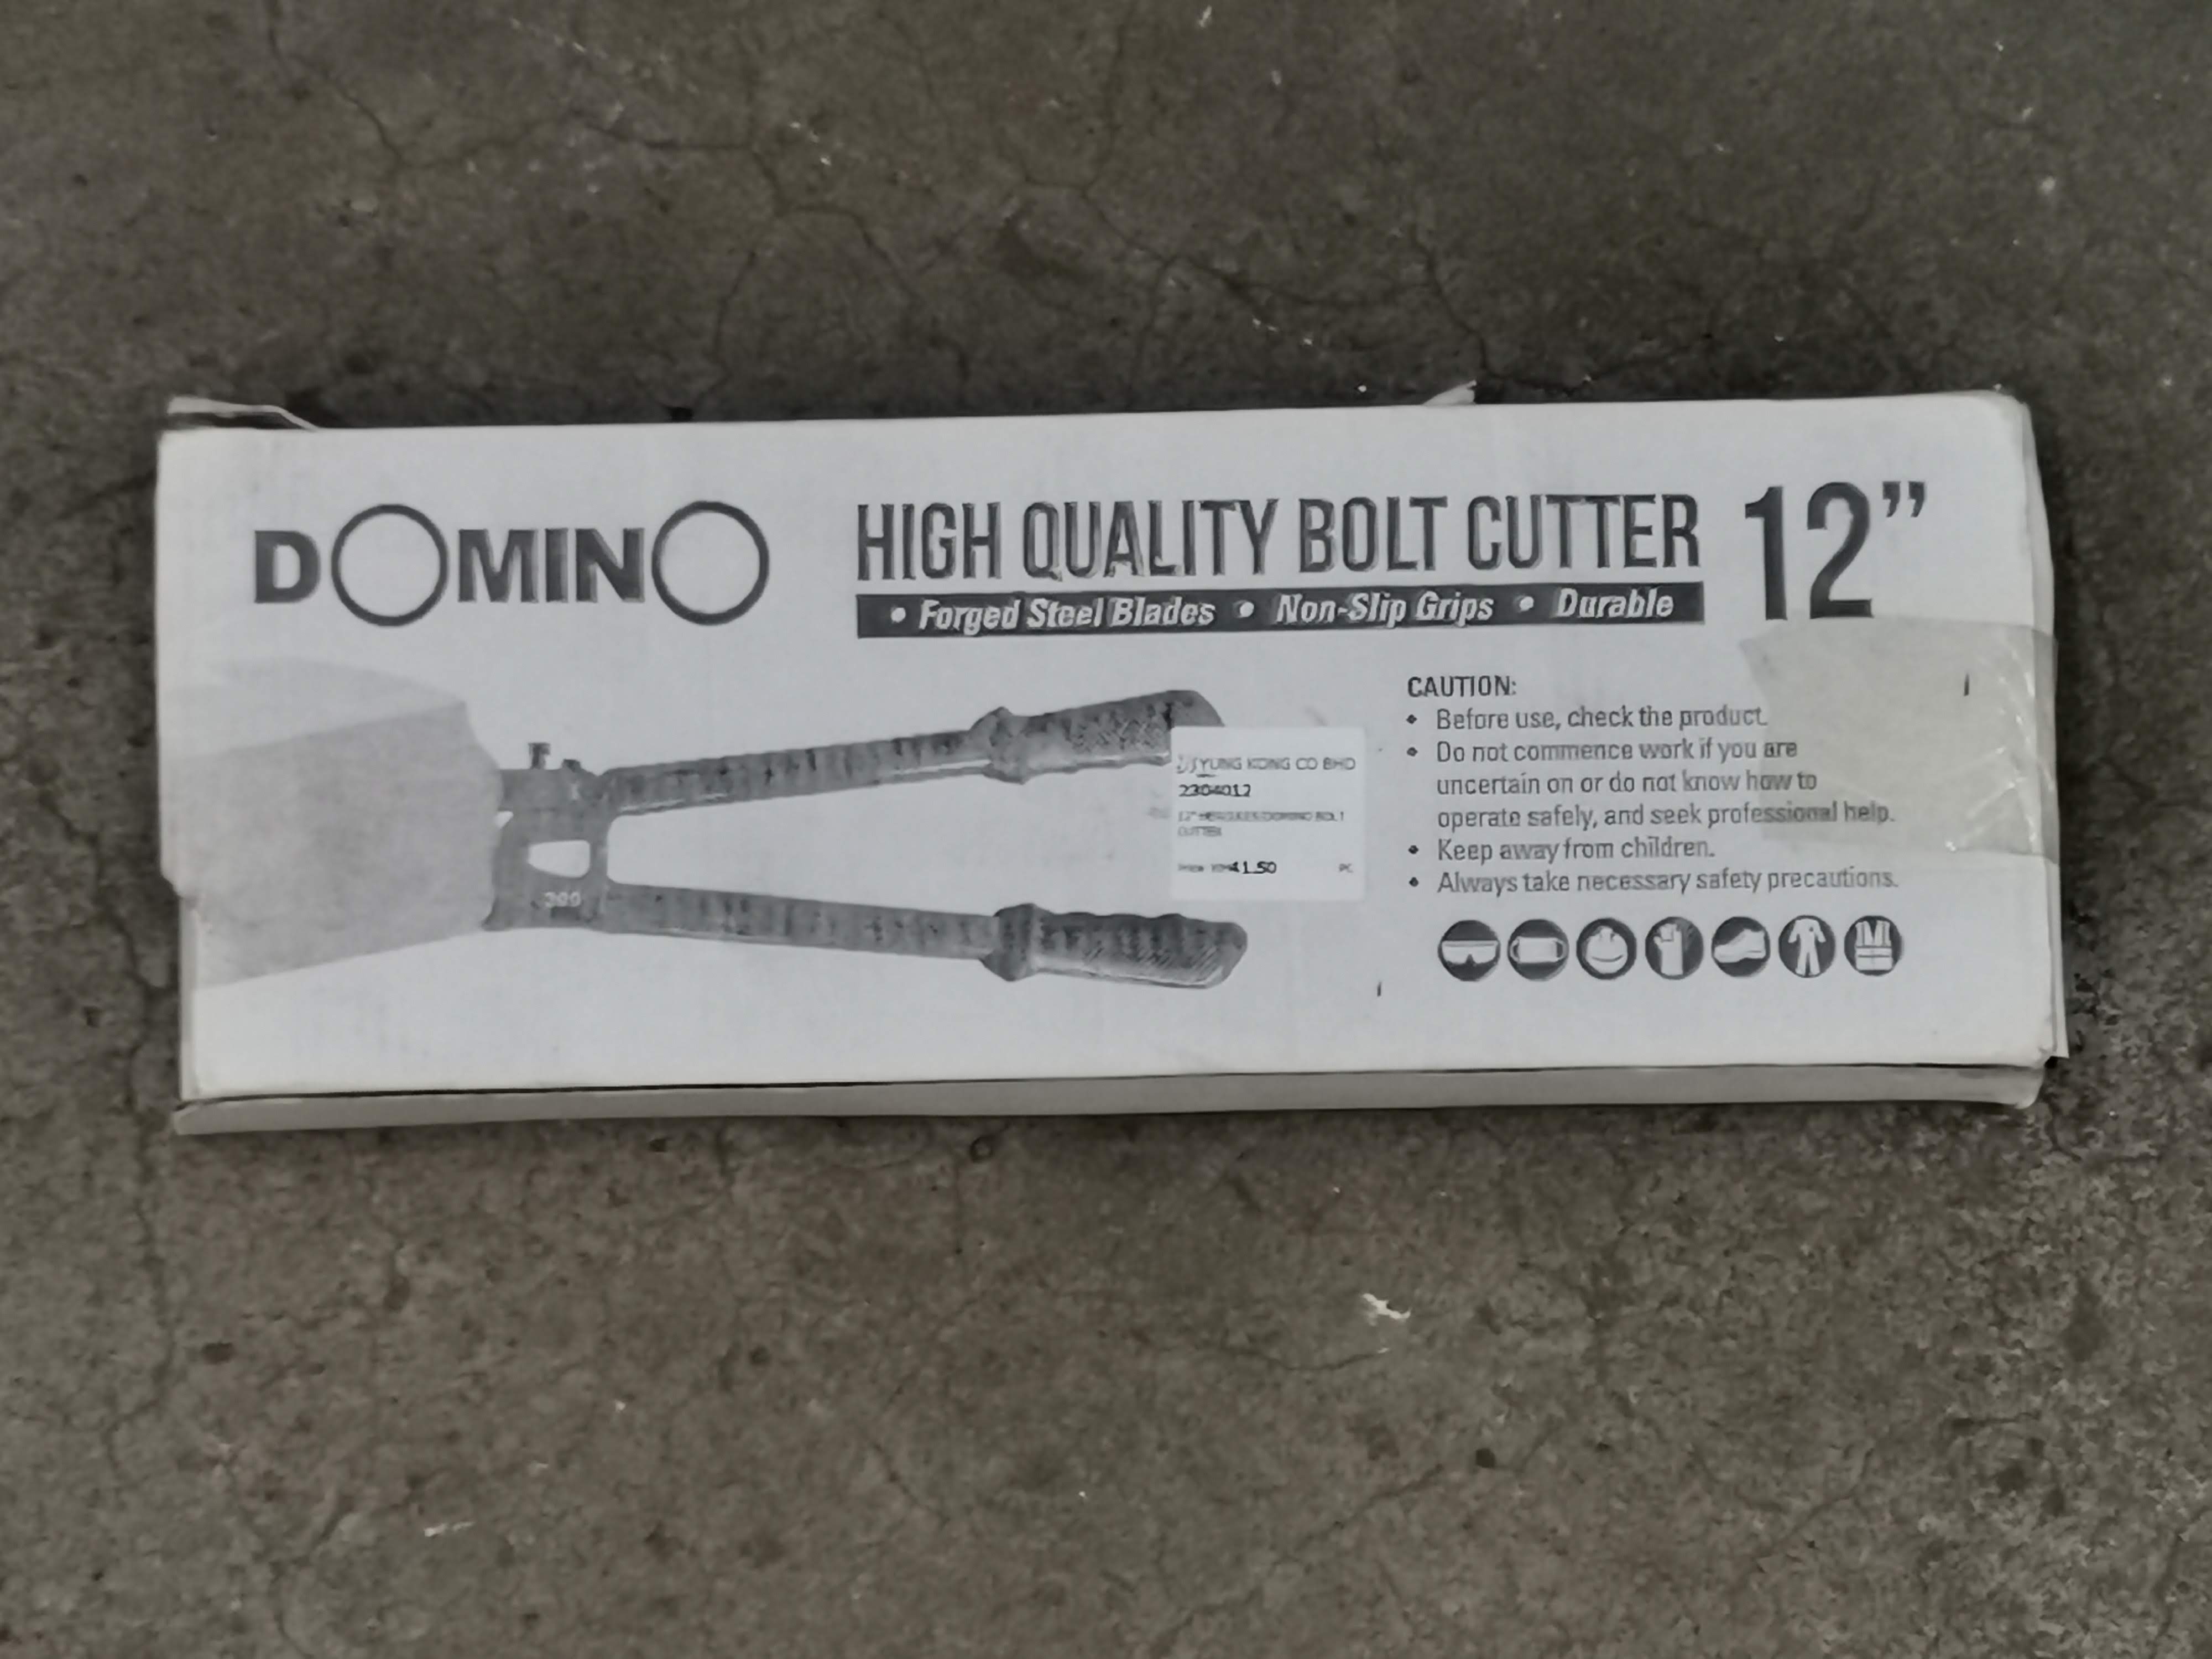 DOMINO
HIGH QUALITY BOLT CUTTER 12”
• Forged Steel Blades • Non-Slip Grips • Durable
CAUTION:
• Before use, check the product.
• Do not commence work if you are
uncertain on or do not know how to
operate safely, and seek professional help.
• Keep away from children.
• Always take necessary safety precautions.
YUNG KONG CO BHD
2304012
12" HERCULES/DOMINO BOLT
CUTTER
41.50 PC
300